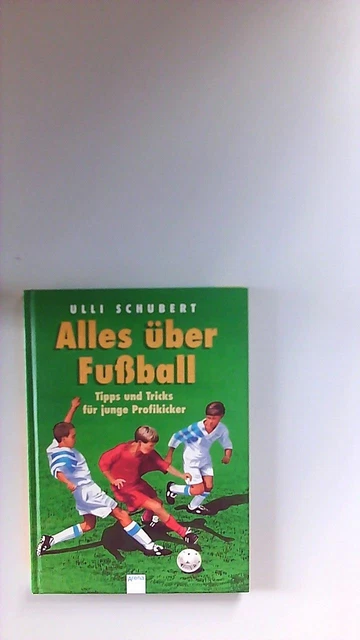 ULLI SCHUBERT
Alles über
Fußball
Tipps und Tricks
für junge Profikicker
Arena